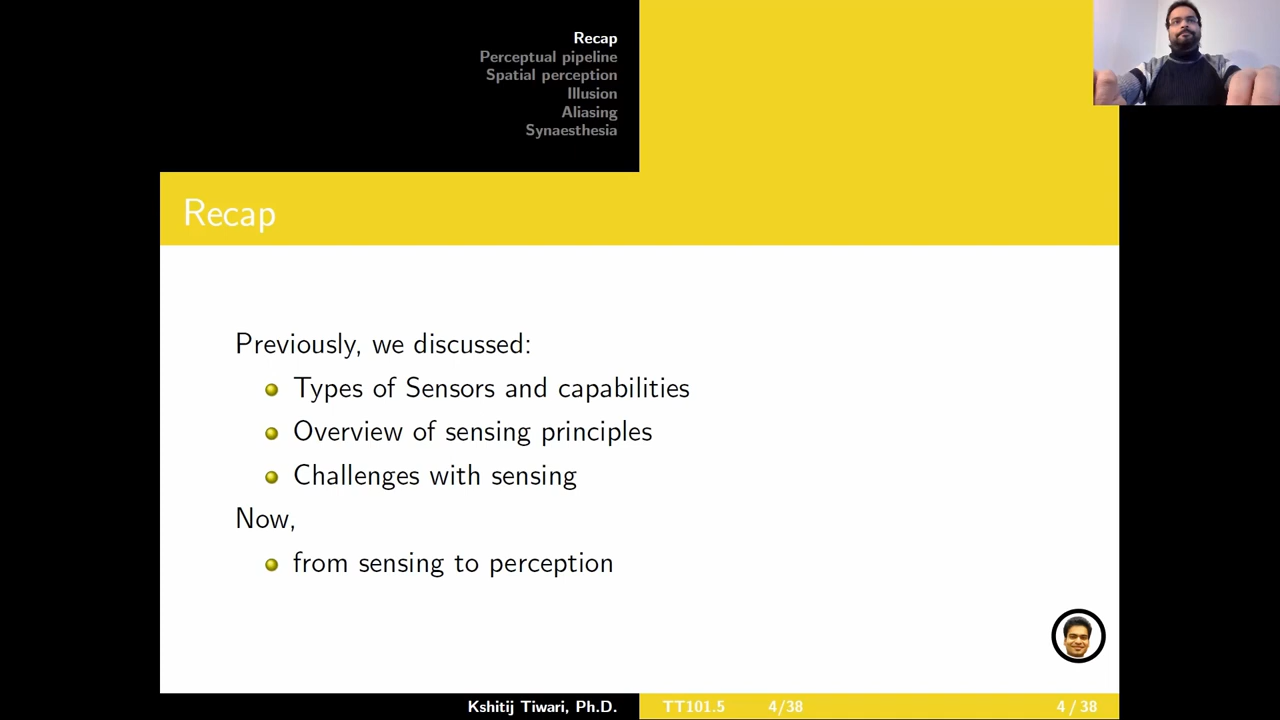 Recap
Perceptual pipeline
Spatial perception
Illusion
Aliasing
Synaesthesia
Recap
Previously, we discussed:
Types of Sensors and capabilities
Overview of sensing principles
Challenges with sensing
Now,
from sensing to perception
Kshitij Tiwari, Ph.D. TT101.5 4/38 4 / 38